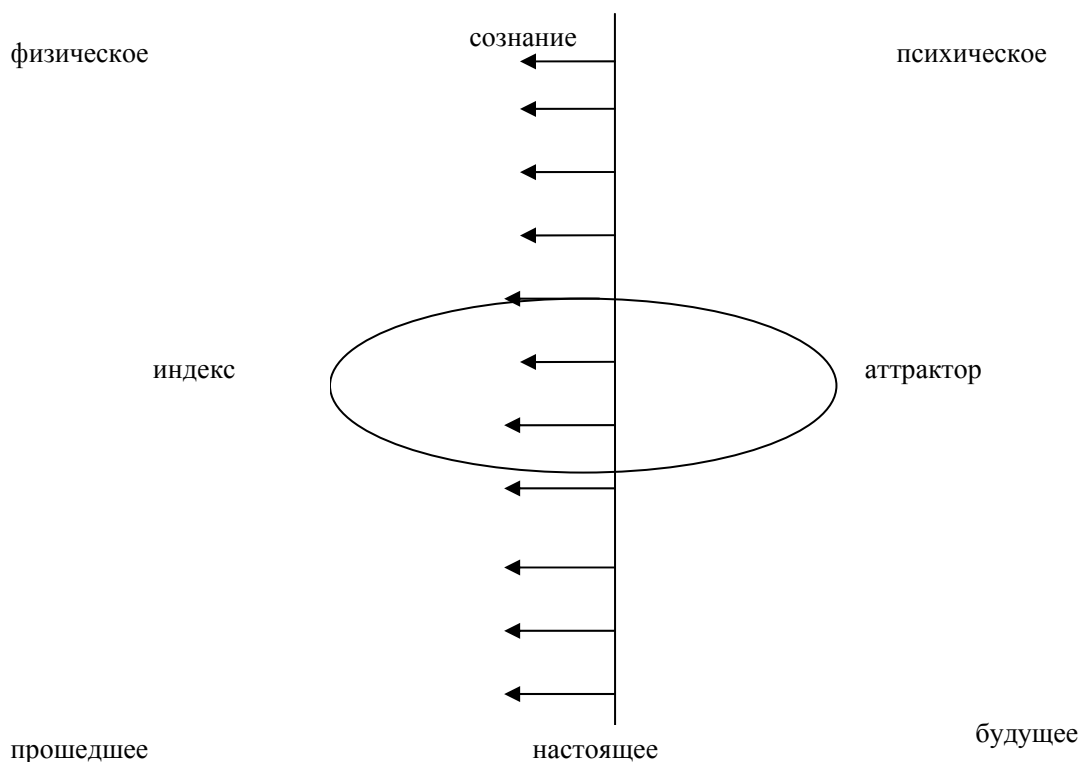 сознание
физическое
психическое
индекс
аттрактор
будущее
прошедшее
настоящее